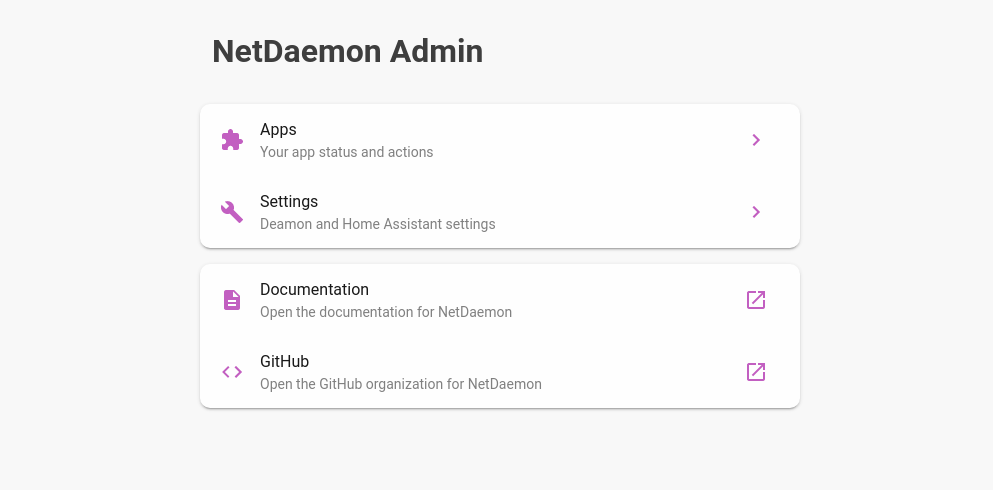 NetDaemon Admin
Apps
Your app status and actions
Settings
Deamon and Home Assistant settings
Documentation
Open the documentation for NetDaemon
GitHub
Open the GitHub organization for NetDaemon